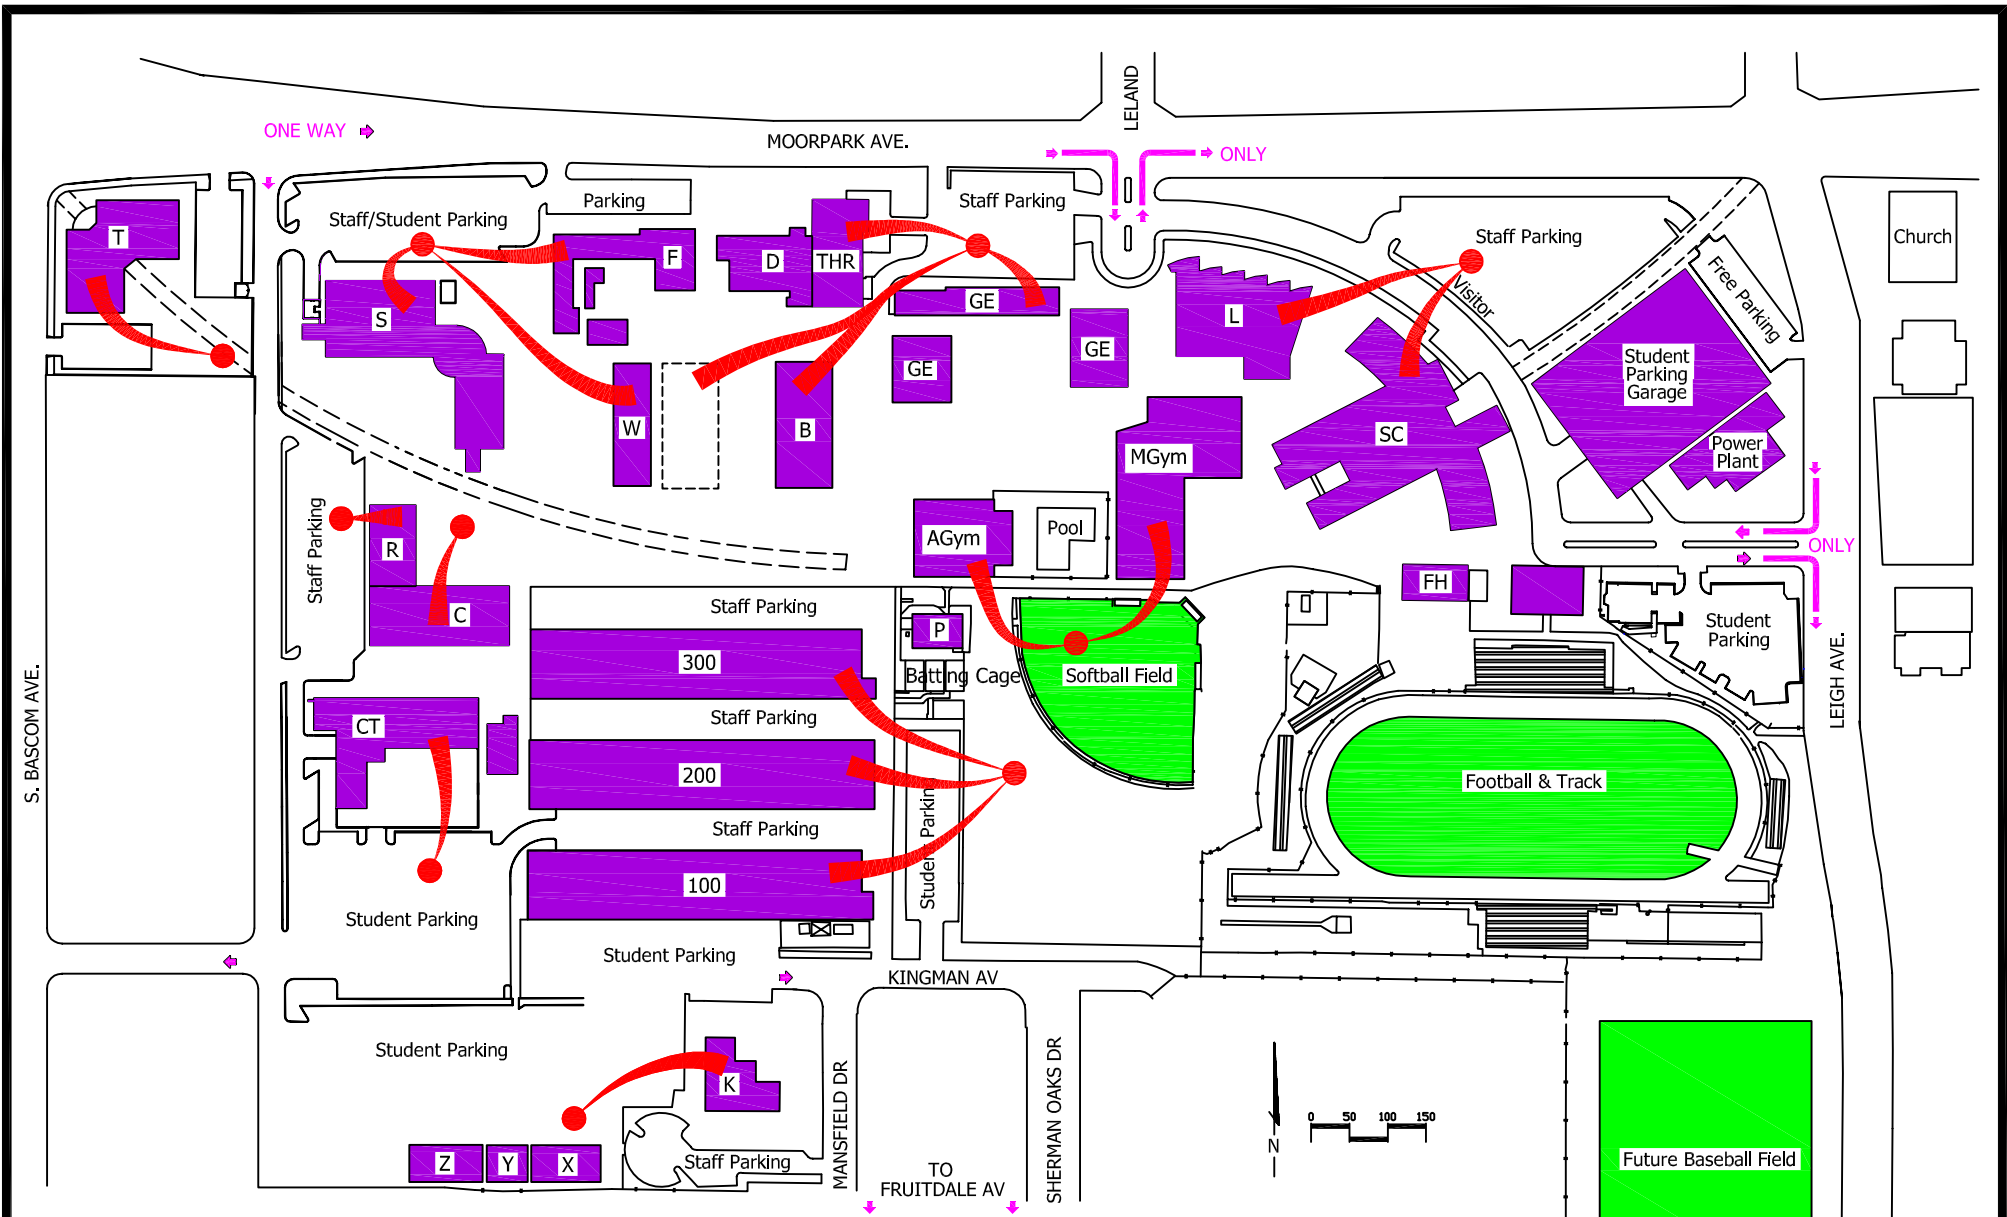 LELAND
ONE WAY
MOORPARK AVE.
ONLY
Parking
Staff Parking
Staff/Student Parking
T
F
D
THR
Staff Parking
Church
S
GE
L
Visitor
Free Parking
GE
GE
Student
Parking
Garage
W
B
SC
MGym
Power
Plant
Staff Parking
R
AGym
Pool
ONLY
C
FH
Staff Parking
P
Student
Parking
300
Batting Cage
Softball Field
S. BASCOM AVE.
LEIGH AVE.
CT
Staff Parking
200
Football & Track
Student Parking
Staff Parking
100
Student Parking
Student Parking
KINGMAN AV
Student Parking
K
MANSFIELD DR
SHERMAN OAKS DR
0 50 100 150
N
Z
Y
X
Staff Parking
TO
FRUITDALE AV
Future Baseball Field